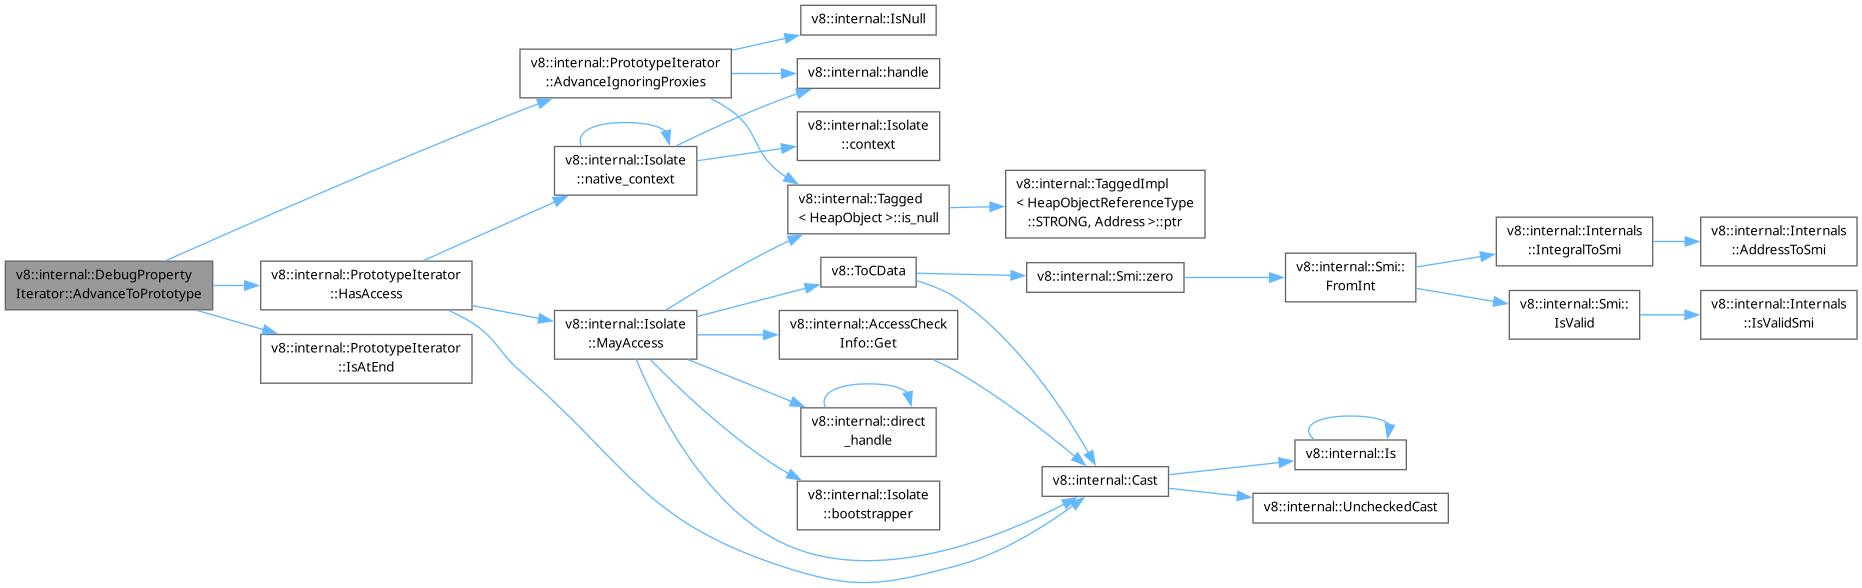 v8::internal::DebugProperty
Iterator::AdvanceToPrototype
v8::internal::PrototypeIterator
::AdvanceIgnoringProxies
v8::internal::PrototypeIterator
::HasAccess
v8::internal::PrototypeIterator
::IsAtEnd
v8::internal::Isolate
::native_context
v8::internal::Isolate
::MayAccess
v8::internal::IsNull
v8::internal::handle
v8::internal::Isolate
::context
v8::internal::Tagged
< HeapObject >::is_null
v8::ToCData
v8::internal::AccessCheck
Info::Get
v8::internal::direct
_handle
v8::internal::Isolate
::bootstrapper
v8::internal::TaggedImpl
< HeapObjectReferenceType
::STRONG, Address >::ptr
v8::internal::Smi::zero
v8::internal::Cast
v8::internal::Smi::
FromInt
v8::internal::Is
v8::internal::UncheckedCast
v8::internal::Internals
::IntegralToSmi
v8::internal::Smi::
IsValid
v8::internal::Internals
::AddressToSmi
v8::internal::Internals
::IsValidSmi